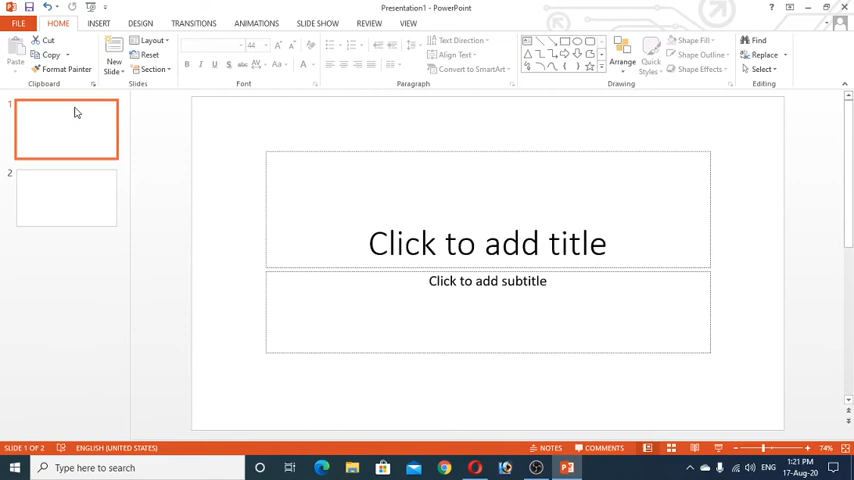 Presentation1 - PowerPoint
FILE HOME INSERT DESIGN TRANSITIONS ANIMATIONS SLIDE SHOW REVIEW VIEW
Paste
Cut
Copy
Format Painter
Clipboard
New
Slide
Layout
Reset
Section
Slides
44
B I U S abc AV Aa A
Font
Text Direction
Align Text
Convert to SmartArt
Paragraph
Arrange
Quick
Styles
Shape Fill
Shape Outline
Shape Effects
Drawing
Find
Replace
Select
Editing
1
2
Click to add title
Click to add subtitle
SLIDE 1 OF 2 ENGLISH (UNITED STATES) NOTES COMMENTS 74%
Type here to search
ENG
1:21 PM
17-Aug-20